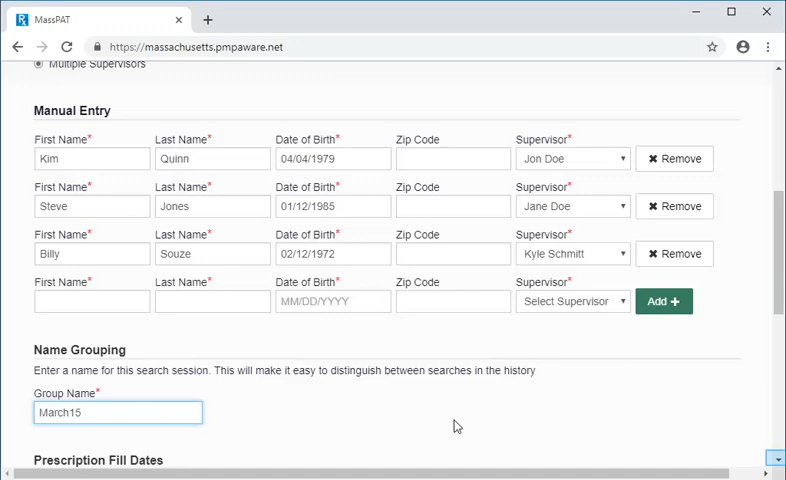 MassPAT
https://massachusetts.pmpaware.net
Multiple Supervisors
Manual Entry
First Name* Last Name* Date of Birth* Zip Code Supervisor*
Kim Quinn 04/04/1979 Jon Doe ✖ Remove
First Name* Last Name* Date of Birth* Zip Code Supervisor*
Steve Jones 01/12/1985 Jane Doe ✖ Remove
First Name* Last Name* Date of Birth* Zip Code Supervisor*
Billy Souze 02/12/1972 Kyle Schmitt ✖ Remove
First Name* Last Name* Date of Birth* Zip Code Supervisor*
MM/DD/YYYY Select Supervisor Add +
Name Grouping
Enter a name for this search session. This will make it easy to distinguish between searches in the history
Group Name*
March15
Prescription Fill Dates